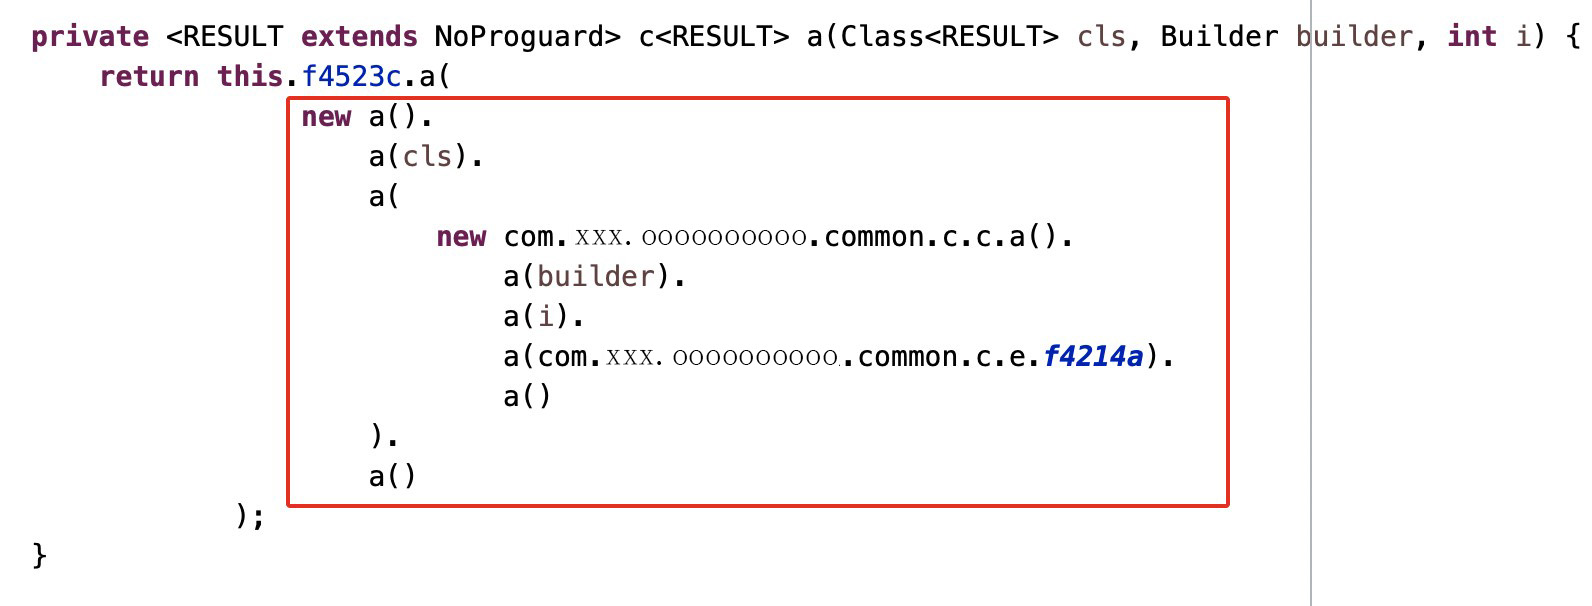 private <RESULT extends NoProguard> c<RESULT> a(Class<RESULT> cls, Builder builder, int i) {
return this.f4523c.a(
new a().
a(cls).
a(
new com.XXX.OOOOOOOOOO.common.c.c.a().
a(builder).
a(i).
a(com.XXX.OOOOOOOOOO.common.c.e.f4214a).
a()
).
a()
);
}